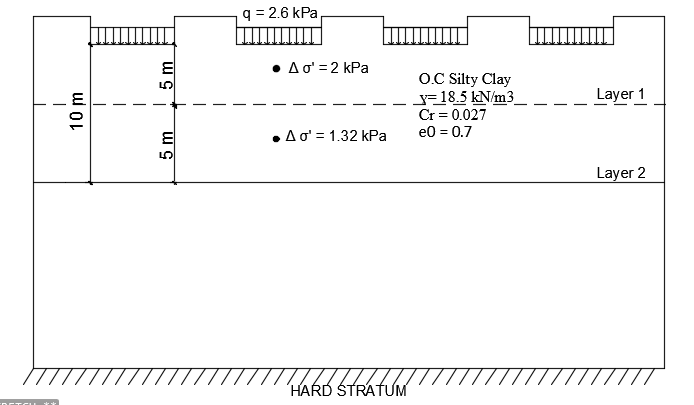 q = 2.6 kPa
Δ σ' = 2 kPa
5 m
O.C Silty Clay
γ= 18.5 kN/m3
Layer 1
10 m
Cr = 0.027
5 m
Δ σ' = 1.32 kPa
e0 = 0.7
Layer 2
HARD STRATUM